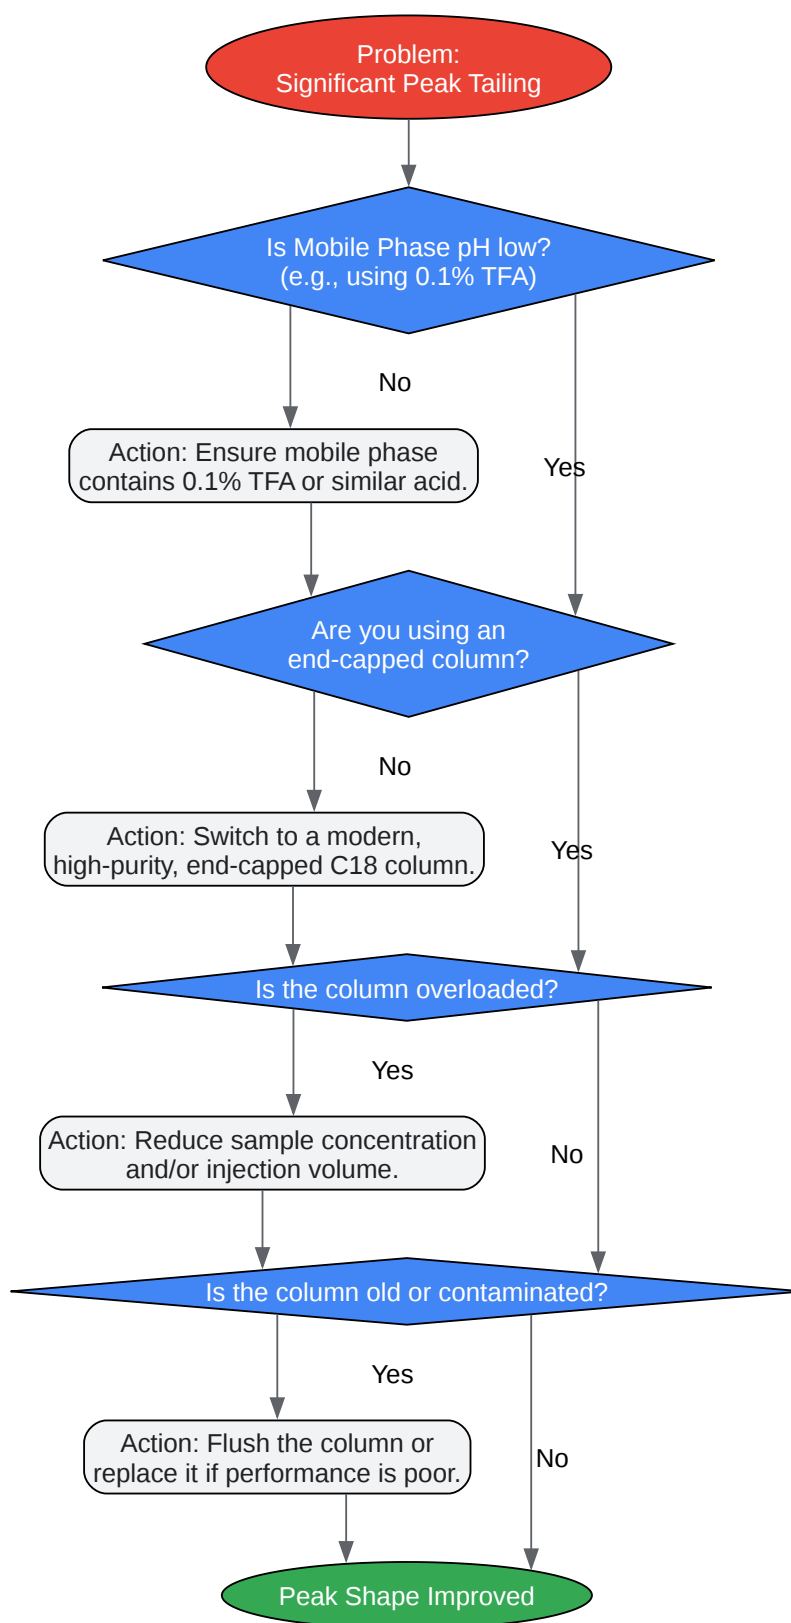 Problem:
Significant Peak Tailing
Is Mobile Phase pH low?
(e.g., using 0.1% TFA)
No
Action: Ensure mobile phase
contains 0.1% TFA or similar acid.
Yes
Are you using an
end-capped column?
No
Action: Switch to a modern,
high-purity, end-capped C18 column.
Yes
Is the column overloaded?
Yes
Action: Reduce sample concentration
and/or injection volume.
No
Is the column old or contaminated?
Yes
Action: Flush the column or
replace it if performance is poor.
No
Peak Shape Improved